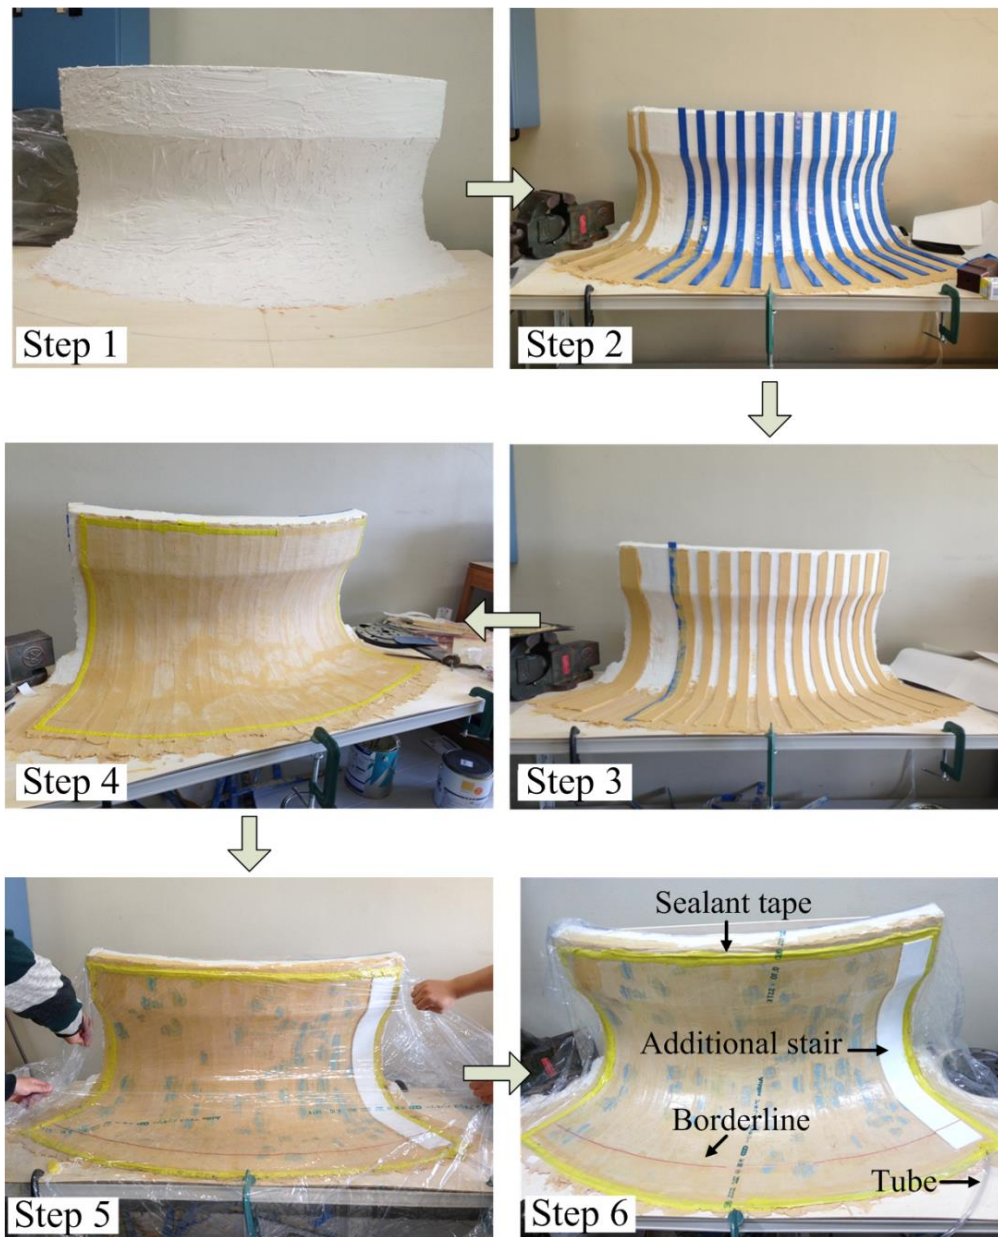 Step 1
Step 2
Step 4
Step 3
Sealant tape
Additional stair
Borderline
Tube
Step 5
Step 6